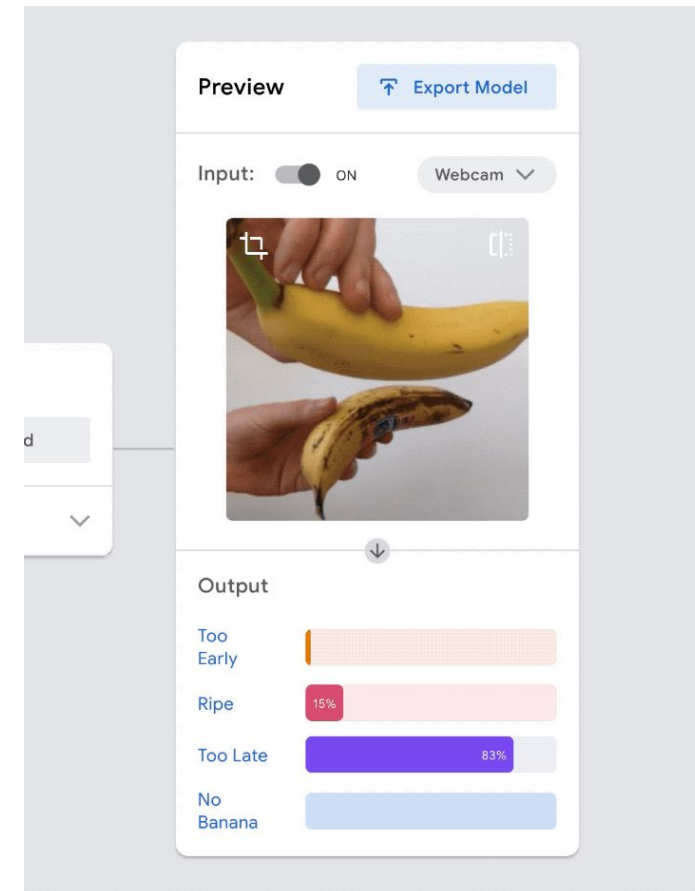 Preview
Export Model
Input:
ON
Webcam
d
Output
Too
Early
Ripe
15%
Too Late
83%
No
Banana